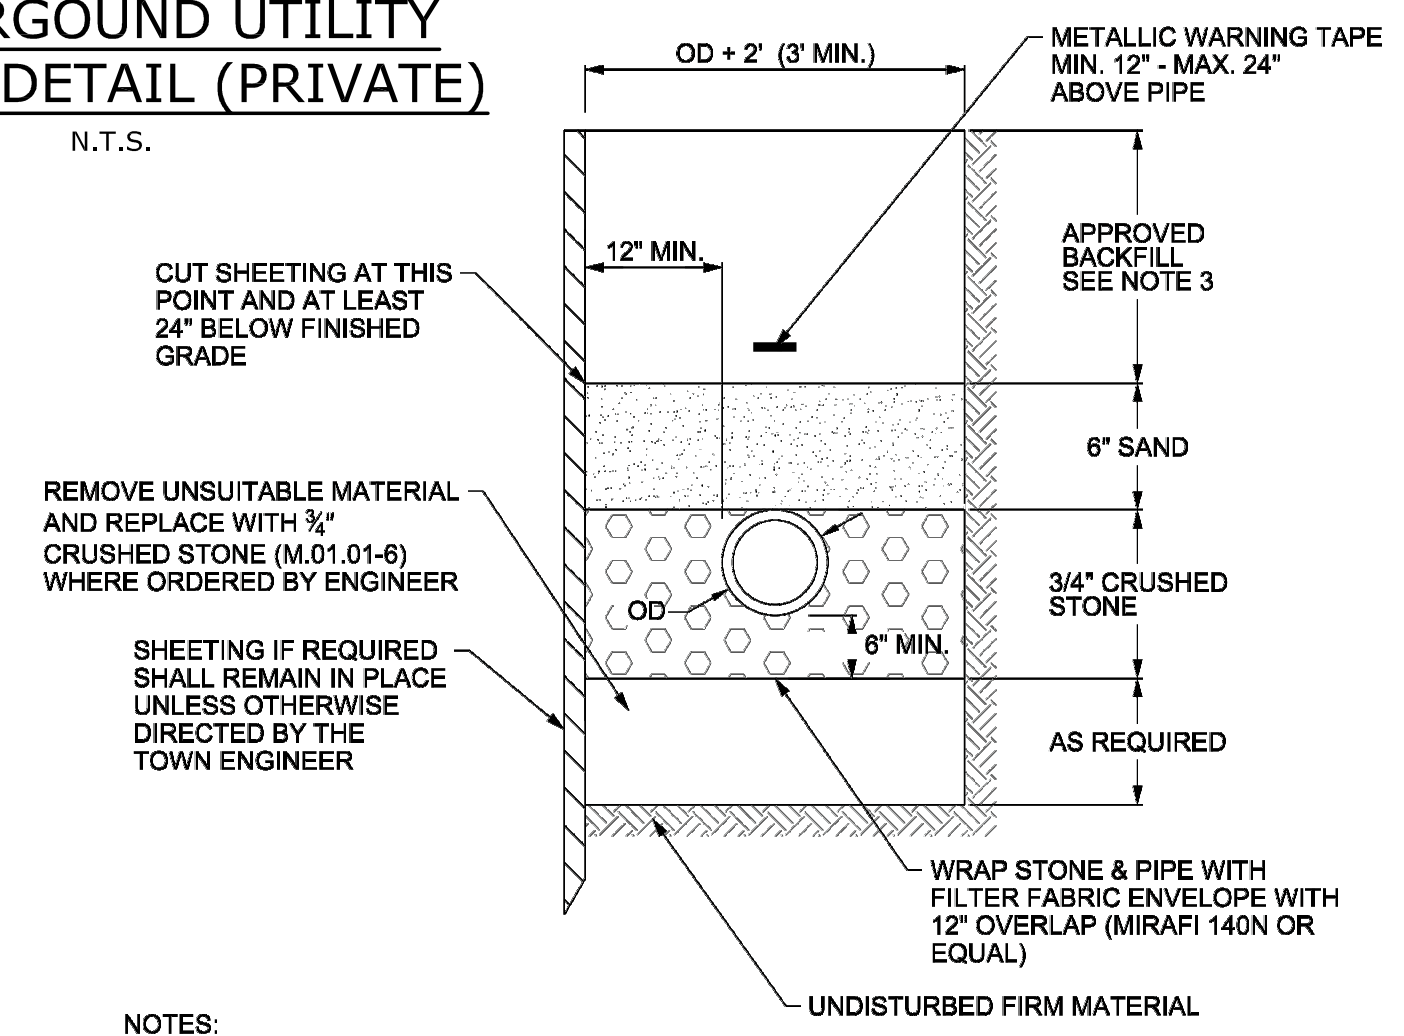 RGOUND UTILITY
DETAIL (PRIVATE)
N.T.S.
OD + 2' (3' MIN.)
METALLIC WARNING TAPE
MIN. 12" - MAX. 24"
ABOVE PIPE
12" MIN.
APPROVED
BACKFILL
SEE NOTE 3
CUT SHEETING AT THIS
POINT AND AT LEAST
24" BELOW FINISHED
GRADE
6" SAND
REMOVE UNSUITABLE MATERIAL
AND REPLACE WITH ¾"
CRUSHED STONE (M.01.01-6)
WHERE ORDERED BY ENGINEER
3/4" CRUSHED
STONE
OD
6" MIN.
SHEETING IF REQUIRED
SHALL REMAIN IN PLACE
UNLESS OTHERWISE
DIRECTED BY THE
TOWN ENGINEER
AS REQUIRED
WRAP STONE & PIPE WITH
FILTER FABRIC ENVELOPE WITH
12" OVERLAP (MIRAFI 140N OR
EQUAL)
UNDISTURBED FIRM MATERIAL
NOTES: